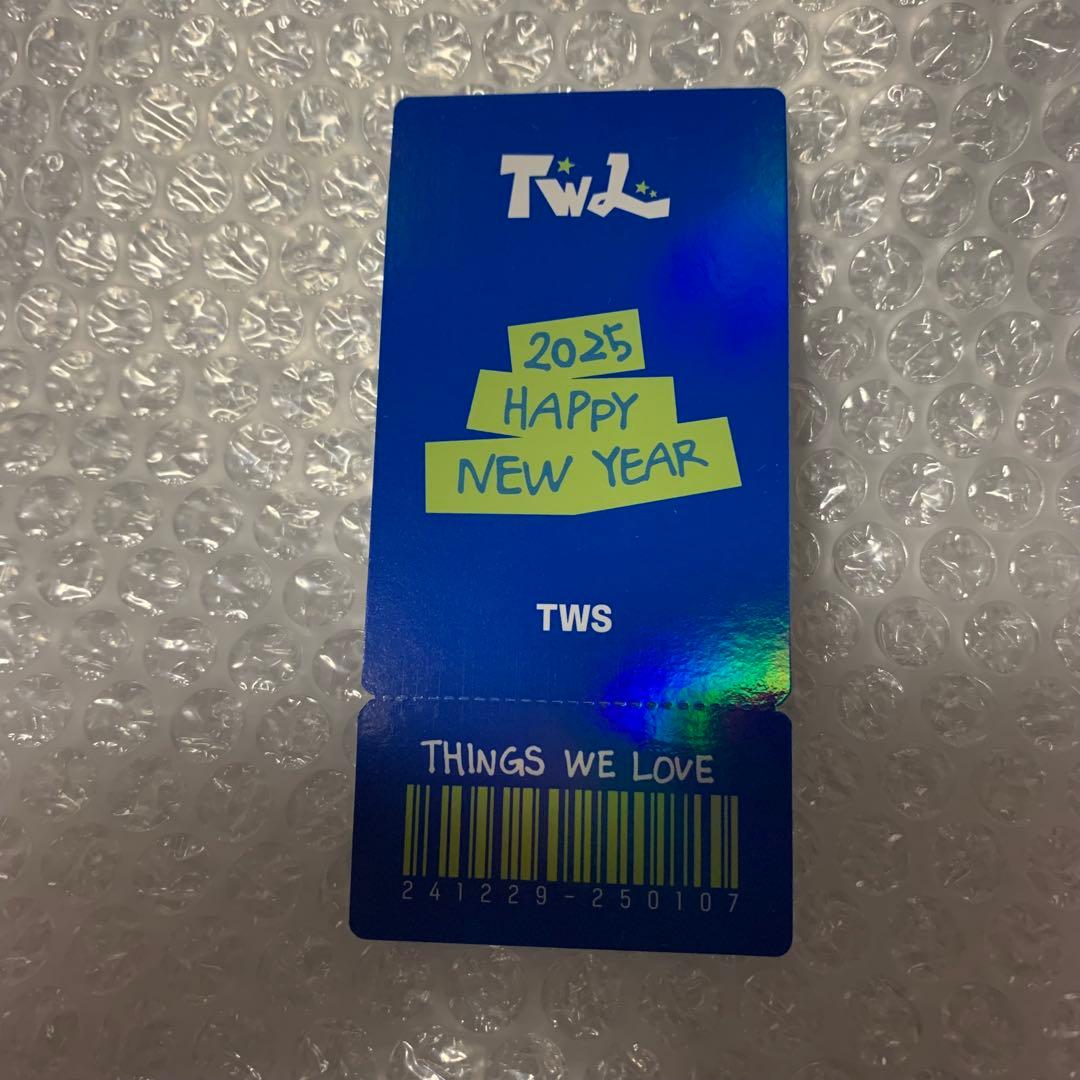 TWL
2025
HAPPY
NEW YEAR
TWS
THINGS WE LOVE
241229-250107